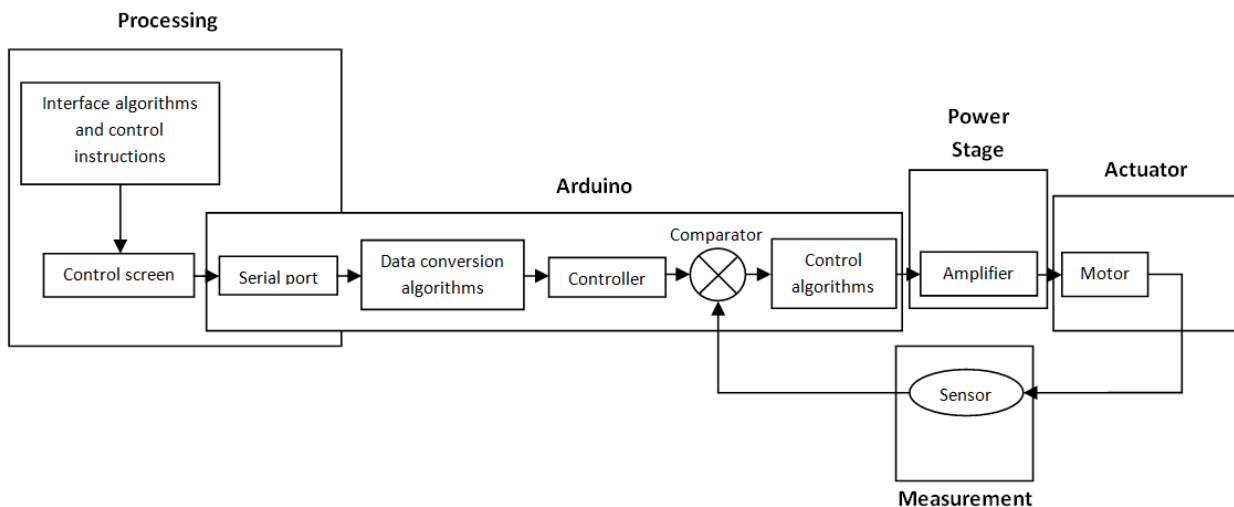 Processing
Interface algorithms
and control
instructions
Control screen
Arduino
Serial port
Data conversion
algorithms
Controller
Comparator
Control
algorithms
Power
Stage
Amplifier
Actuator
Motor
Sensor
Measurement